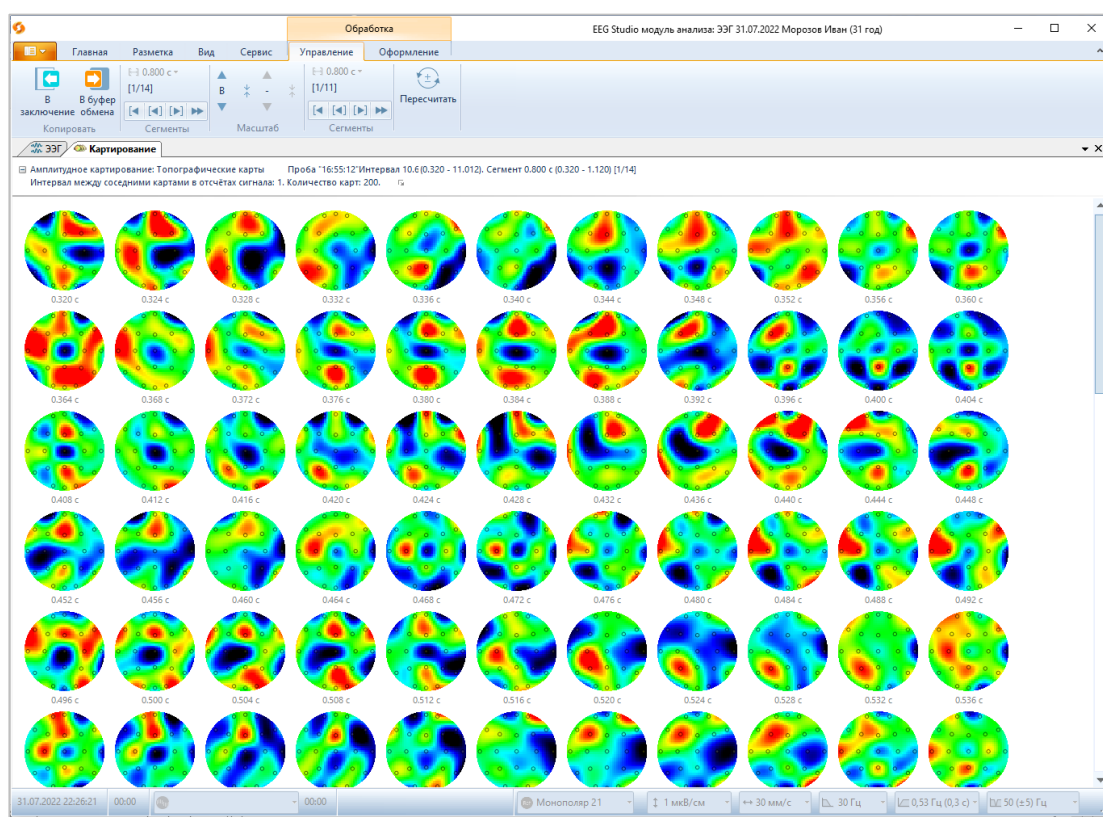 Обработка
EEG Studio модуль анализа: ЭЭГ 31.07.2022 Морозов Иван (31 год)
Главная Разметка Вид Сервис Управление Оформление
0.800 с 0.800 с
[1/14] В - [1/11]
В заключение В буфер обмена Пересчитать
Копировать Сегменты Масштаб Сегменты
ЭЭГ Картирование
Амплитудное картирование: Топографические карты Проба "16:55:12"Интервал 10.6(0.320 - 11.012). Сегмент 0.800 с (0.320 - 1.120) [1/14]
Интервал между соседними картами в отсчётах сигнала: 1. Количество карт: 200.
0.320 с 0.324 с 0.328 с 0.332 с 0.336 с 0.340 с 0.344 с 0.348 с 0.352 с 0.356 с 0.360 с
0.364 с 0.368 с 0.372 с 0.376 с 0.380 с 0.384 с 0.388 с 0.392 с 0.396 с 0.400 с 0.404 с
0.408 с 0.412 с 0.416 с 0.420 с 0.424 с 0.428 с 0.432 с 0.436 с 0.440 с 0.444 с 0.448 с
0.452 с 0.456 с 0.460 с 0.464 с 0.468 с 0.472 с 0.476 с 0.480 с 0.484 с 0.488 с 0.492 с
0.496 с 0.500 с 0.504 с 0.508 с 0.512 с 0.516 с 0.520 с 0.524 с 0.528 с 0.532 с 0.536 с
31.07.2022 22:26:21 00:00 00:00 Монополяр 21 1 мкВ/см 30 мм/с 30 Гц 0,53 Гц (0,3 с) 50 (±5) Гц